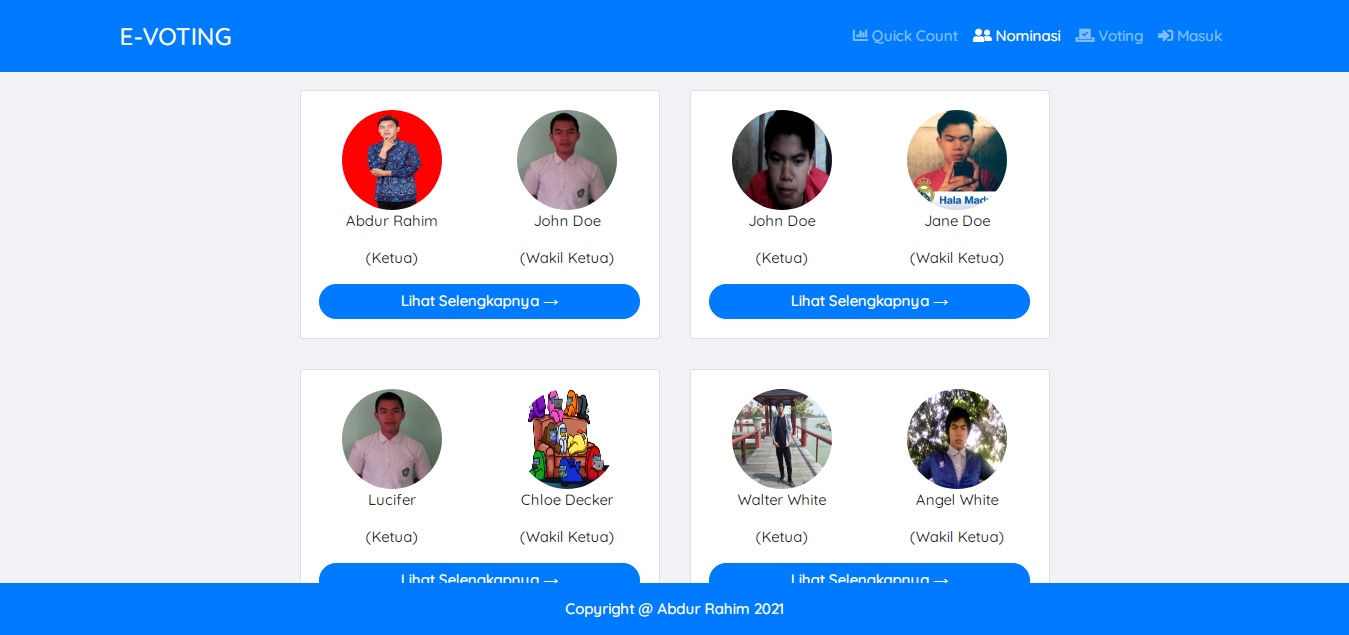 E-VOTING
Quick Count
Nominasi
Voting
Masuk
Abdur Rahim
John Doe
(Ketua)
(Wakil Ketua)
Lihat Selengkapnya →
Hala Mad
John Doe
Jane Doe
(Ketua)
(Wakil Ketua)
Lihat Selengkapnya →
Lucifer
Chloe Decker
(Ketua)
(Wakil Ketua)
Lihat Selengkapnya →
Walter White
Angel White
(Ketua)
(Wakil Ketua)
Lihat Selengkapnya →
Copyright @ Abdur Rahim 2021